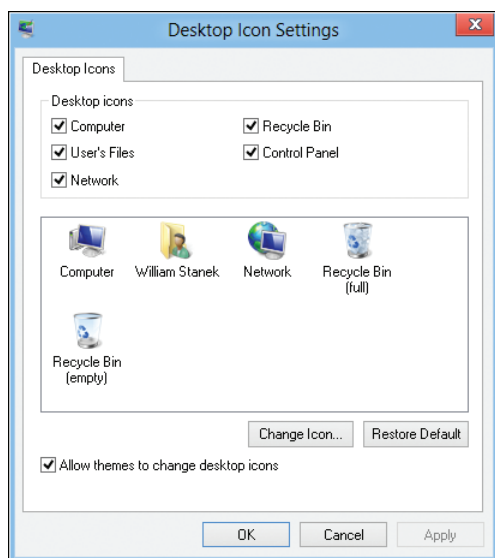 Desktop Icon Settings
x
Desktop Icons
Desktop icons
Computer
Recycle Bin
User's Files
Control Panel
Network
Computer
William Stanek
Network
Recycle Bin
(full)
Recycle Bin
(empty)
Change Icon...
Restore Default
Allow themes to change desktop icons
OK
Cancel
Apply